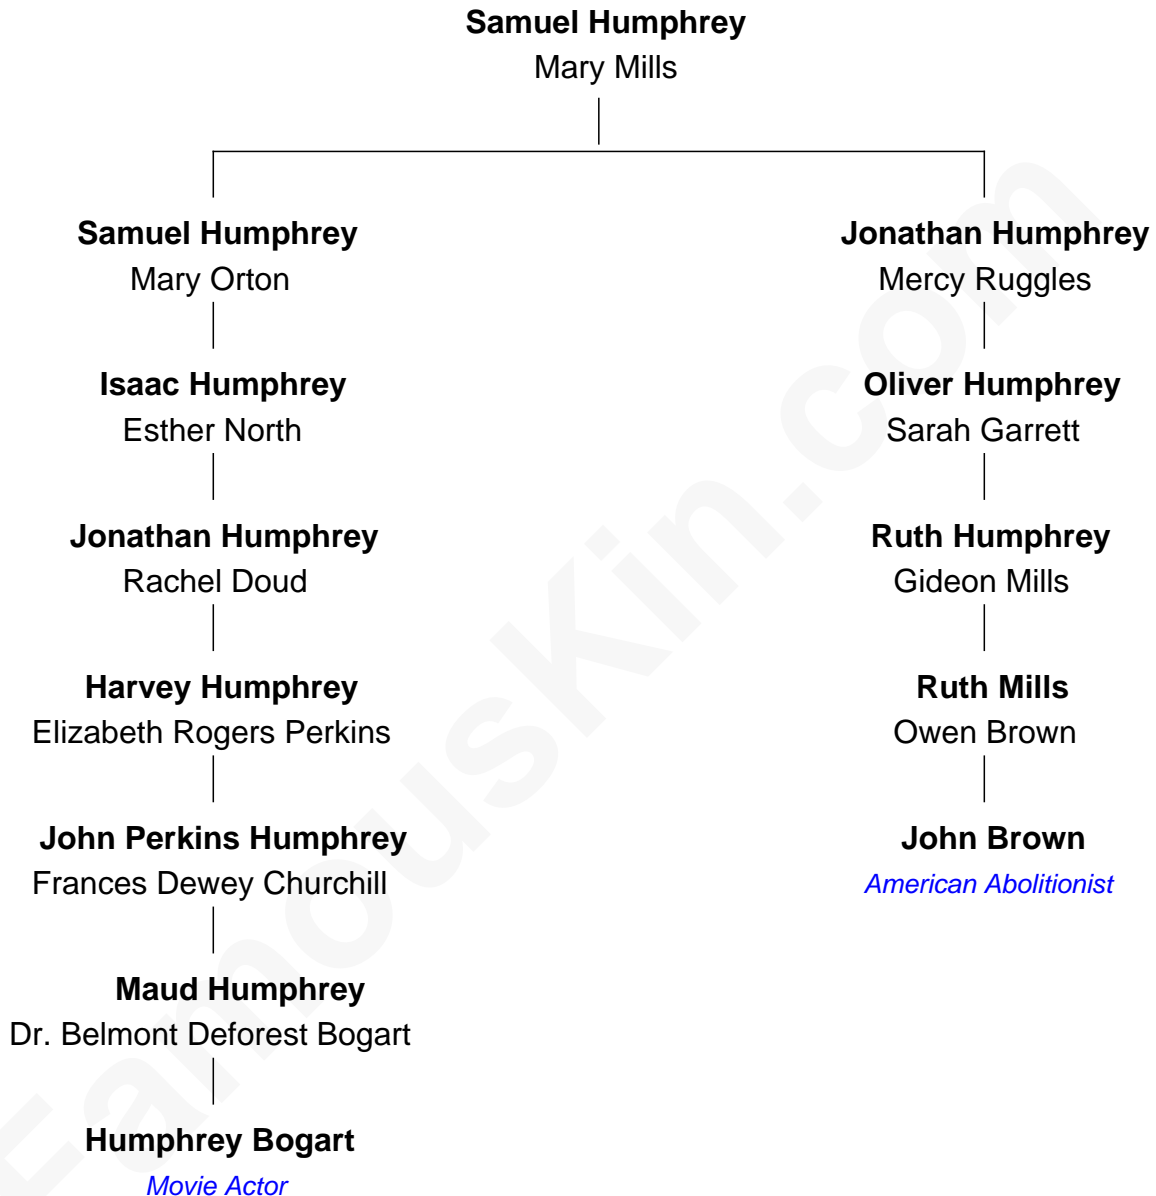 Samuel Humphrey
Mary Mills
Samuel Humphrey
Mary Orton
Isaac Humphrey
Esther North
Jonathan Humphrey
Rachel Doud
Harvey Humphrey
Elizabeth Rogers Perkins
John Perkins Humphrey
Frances Dewey Churchill
Maud Humphrey
Dr. Belmont Deforest Bogart
Humphrey Bogart
Movie Actor
Jonathan Humphrey
Mercy Ruggles
Oliver Humphrey
Sarah Garrett
Ruth Humphrey
Gideon Mills
Ruth Mills
Owen Brown
John Brown
American Abolitionist
FamousKin.com